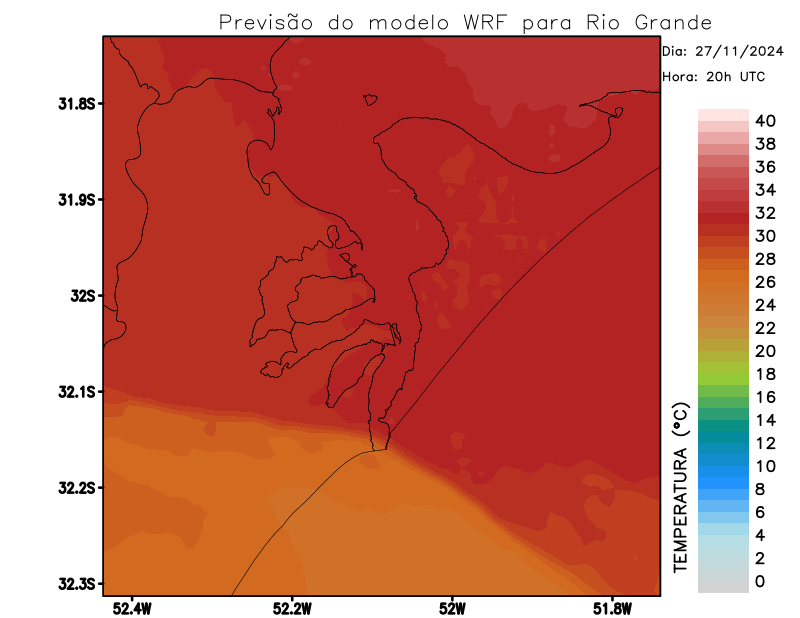 Previsão do modelo WRF para Rio Grande
Dia: 27/11/2024
Hora: 20h UTC
31.8S
31.9S
32S
32.1S
32.2S
32.3S
52.4W
52.2W
52W
51.8W
TEMPERATURA (°C)
40
38
36
34
32
30
28
26
24
22
20
18
16
14
12
10
8
6
4
2
0